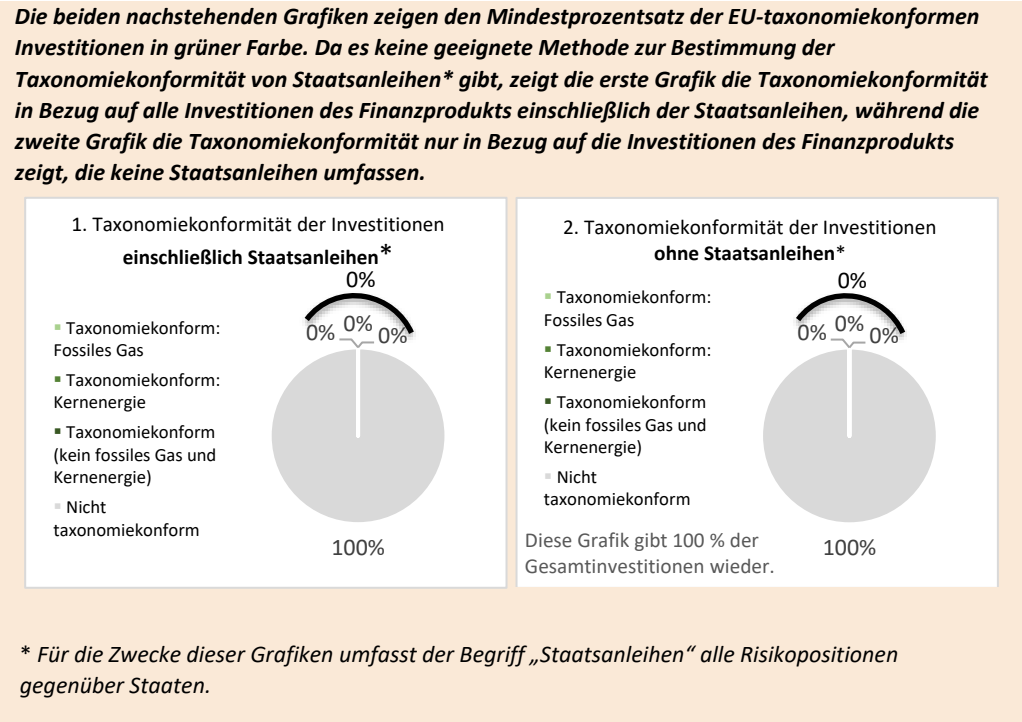 Die beiden nachstehenden Grafiken zeigen den Mindestprozentsatz der EU-taxonomiekonformen
Investitionen in grüner Farbe. Da es keine geeignete Methode zur Bestimmung der
Taxonomiekonformität von Staatsanleihen* gibt, zeigt die erste Grafik die Taxonomiekonformität
in Bezug auf alle Investitionen des Finanzprodukts einschließlich der Staatsanleihen, während die
zweite Grafik die Taxonomiekonformität nur in Bezug auf die Investitionen des Finanzprodukts
zeigt, die keine Staatsanleihen umfassen.
1. Taxonomiekonformität der Investitionen
einschließlich Staatsanleihen*
0%
0% 0% 0%
Taxonomiekonform:
Fossiles Gas
Taxonomiekonform:
Kernenergie
Taxonomiekonform
(kein fossiles Gas und
Kernenergie)
Nicht
taxonomiekonform
100%
2. Taxonomiekonformität der Investitionen
ohne Staatsanleihen*
0%
0% 0% 0%
Taxonomiekonform:
Fossiles Gas
Taxonomiekonform:
Kernenergie
Taxonomiekonform
(kein fossiles Gas und
Kernenergie)
Nicht
taxonomiekonform
100%
Diese Grafik gibt 100 % der
Gesamtinvestitionen wieder.
* Für die Zwecke dieser Grafiken umfasst der Begriff „Staatsanleihen“ alle Risikopositionen
gegenüber Staaten.